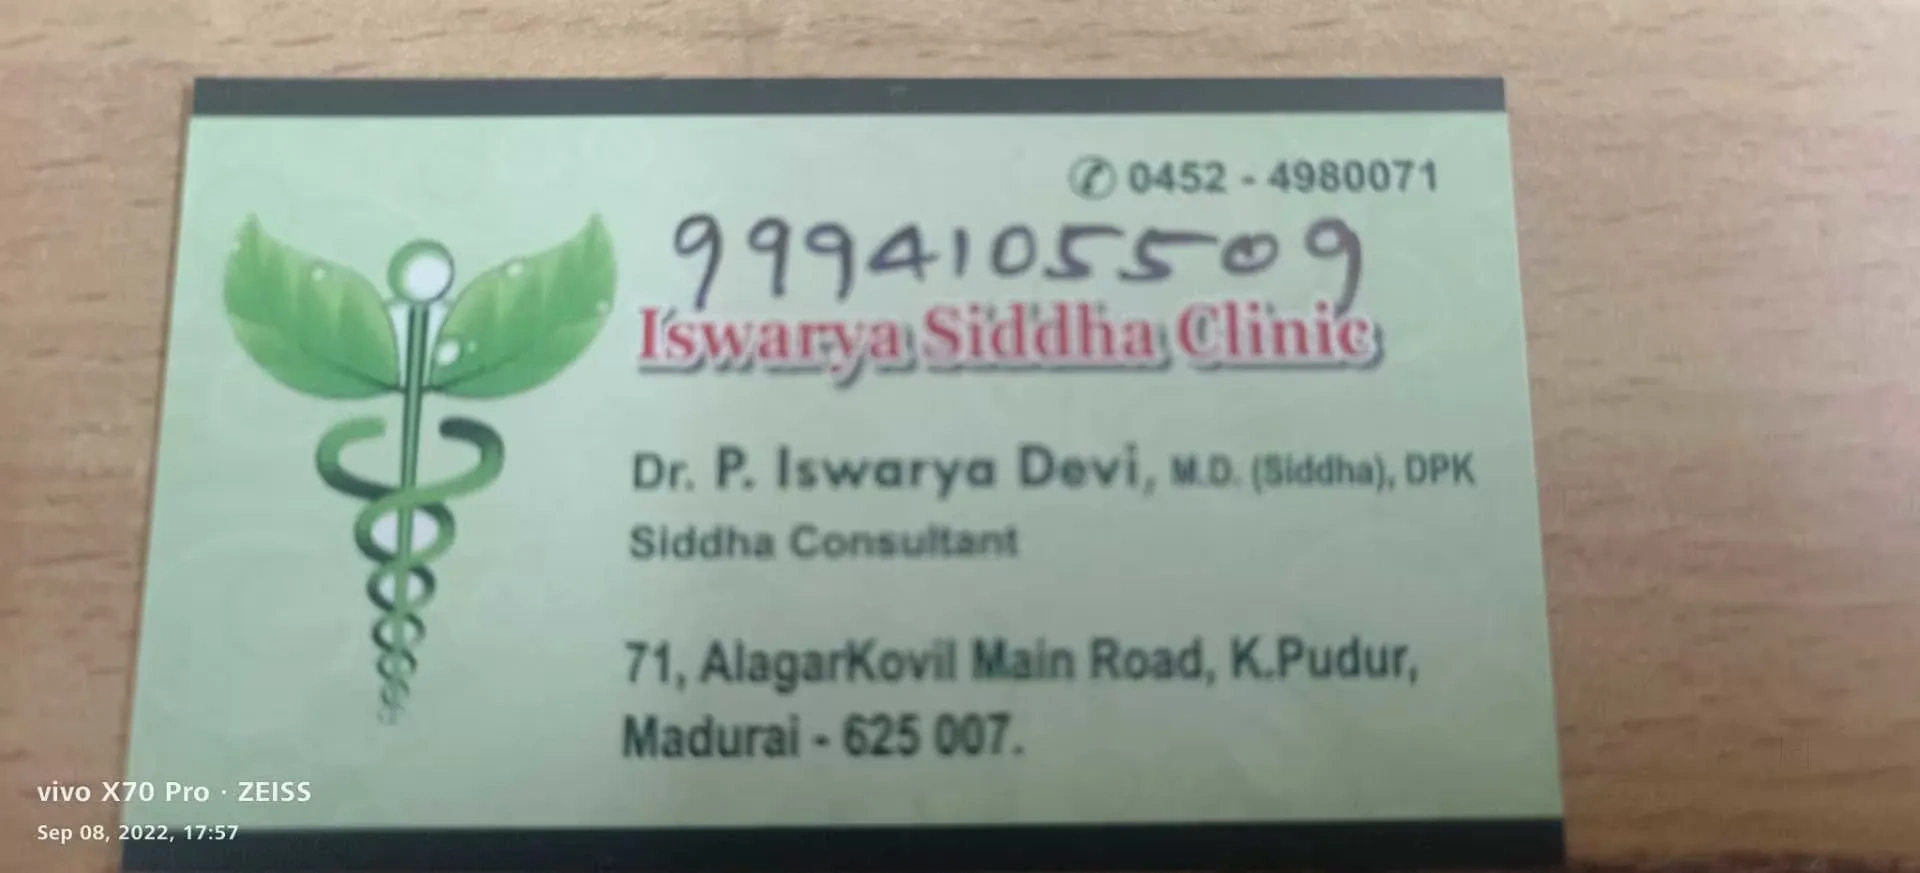 ✆ 0452 - 4980071
9994105509
Iswarya Siddha Clinic
Dr. P. Iswarya Devi, M.D. (Siddha), DPK
Siddha Consultant
71, AlagarKovil Main Road, K.Pudur,
Madurai - 625 007.
vivo X70 Pro · ZEISS
Sep 08, 2022, 17:57